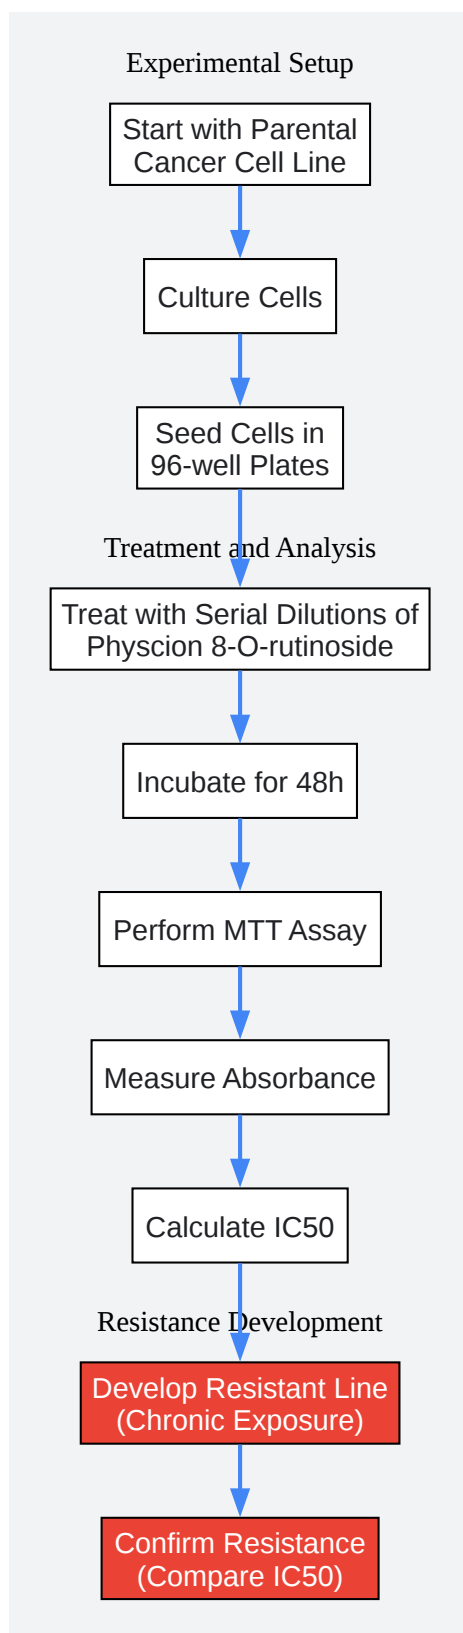 Experimental Setup
Start with Parental
Cancer Cell Line
Culture Cells
Seed Cells in
96-well Plates
Treatment and Analysis
Treat with Serial Dilutions of
Physcion 8-O-rutinoside
Incubate for 48h
Perform MTT Assay
Measure Absorbance
Calculate IC50
Resistance Development
Develop Resistant Line
(Chronic Exposure)
Confirm Resistance
(Compare IC50)